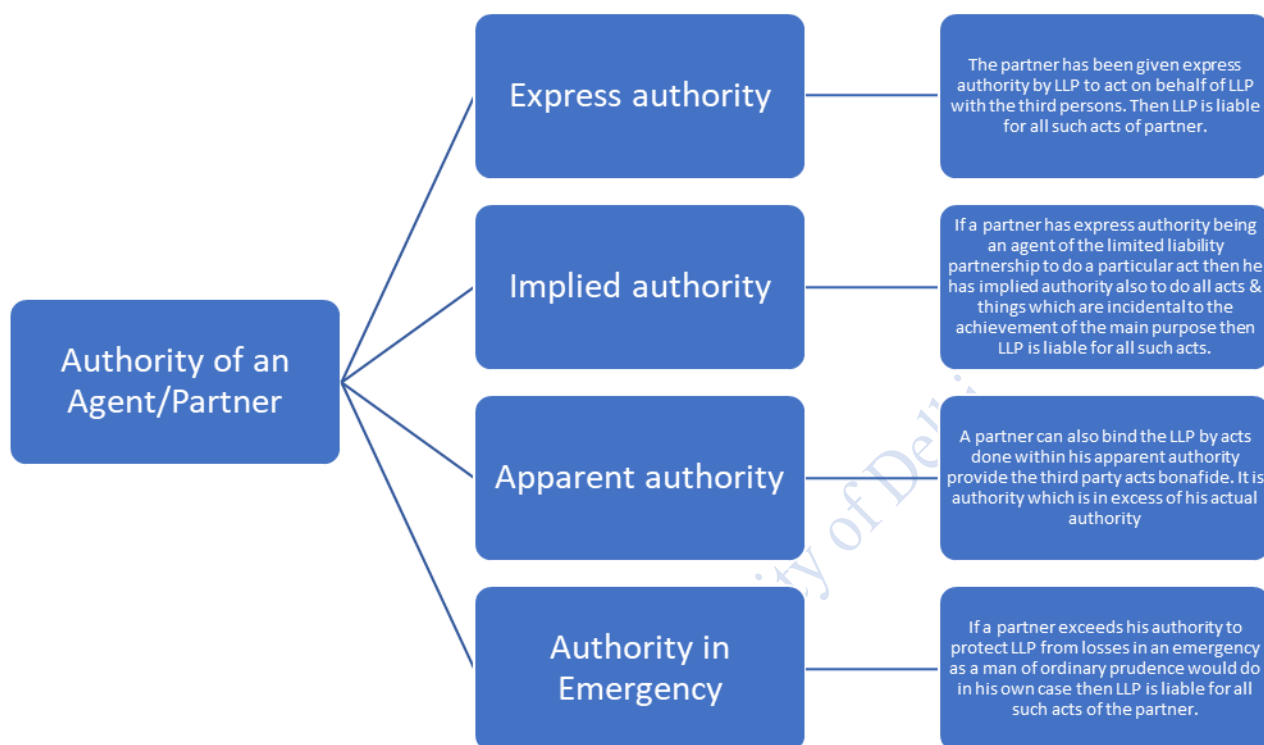 Authority of an
Agent/Partner
Express authority
The partner has been given express
authority by LLP to act on behalf of LLP
with the third persons. Then LLP is liable
for all such acts of partner.
Implied authority
If a partner has express authority being
an agent of the limited liability
partnership to do a particular act then he
has implied authority also to do all acts &
things which are incidental to the
achievement of the main purpose then
LLP is liable for all such acts.
Apparent authority
A partner can also bind the LLP by acts
done within his apparent authority
provide the third party acts bonafide. It is
authority which is in excess of his actual
authority
Authority in
Emergency
If a partner exceeds his authority to
protect LLP from losses in an emergency
as a man of ordinary prudence would do
in his own case then LLP is liable for all
such acts of the partner.
of